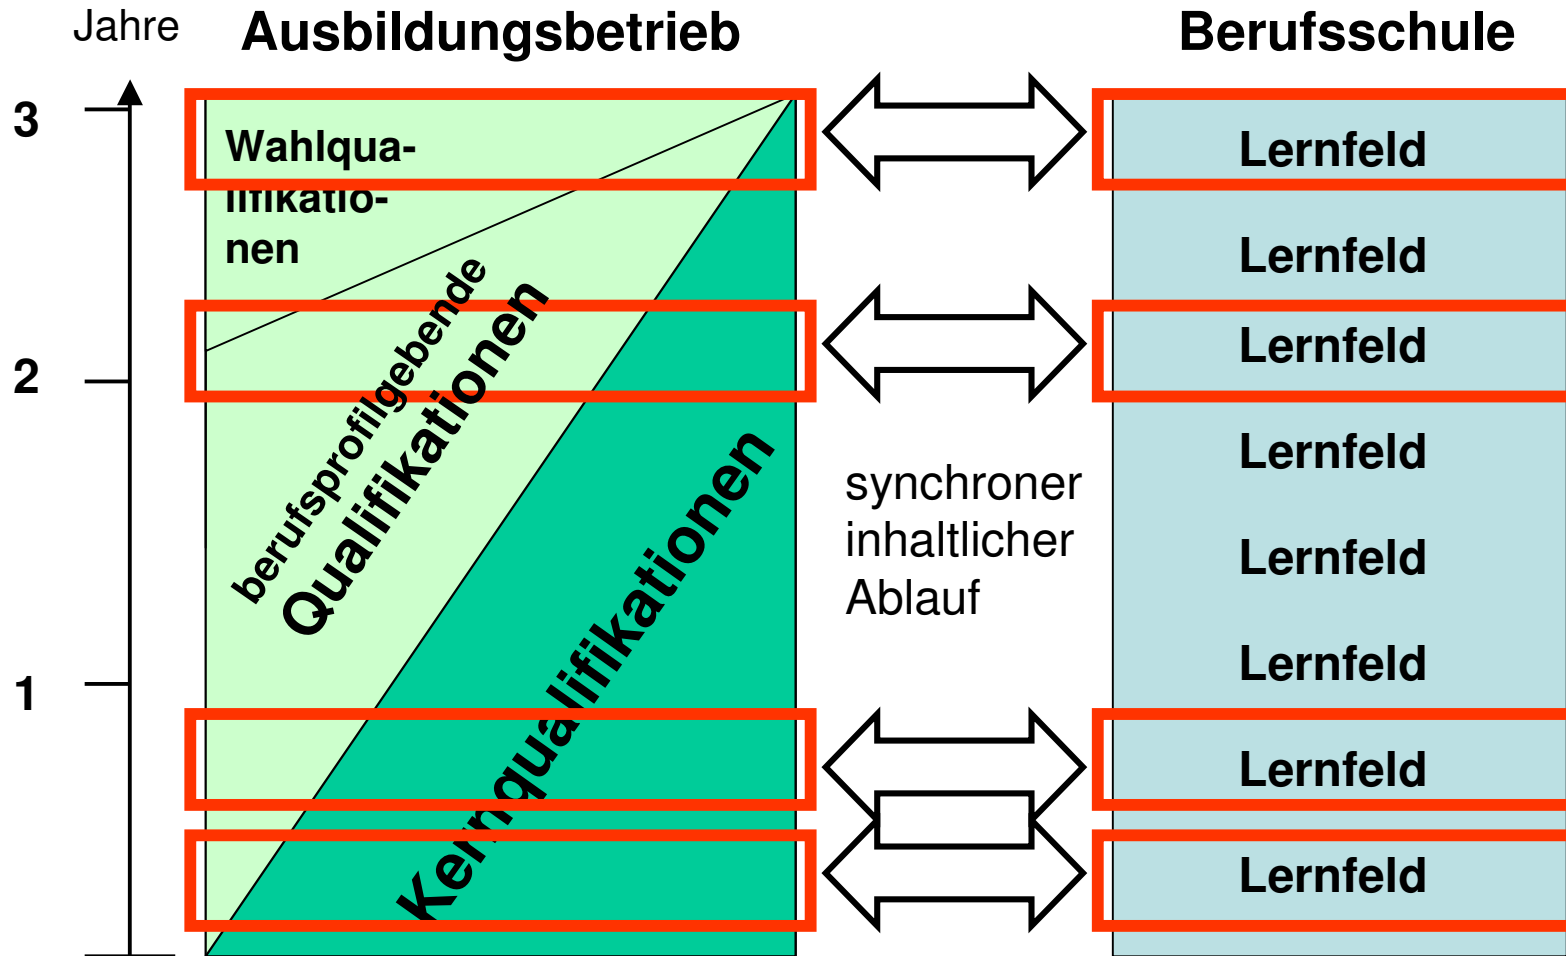 Jahre
Ausbildungsbetrieb
Berufsschule
3
2
1
Wahlqua-
lifikatio-
nen
berufsprofilgebende
Qualifikationen
Kernqualifikationen
synchroner
inhaltlicher
Ablauf
Lernfeld
Lernfeld
Lernfeld
Lernfeld
Lernfeld
Lernfeld
Lernfeld
Lernfeld